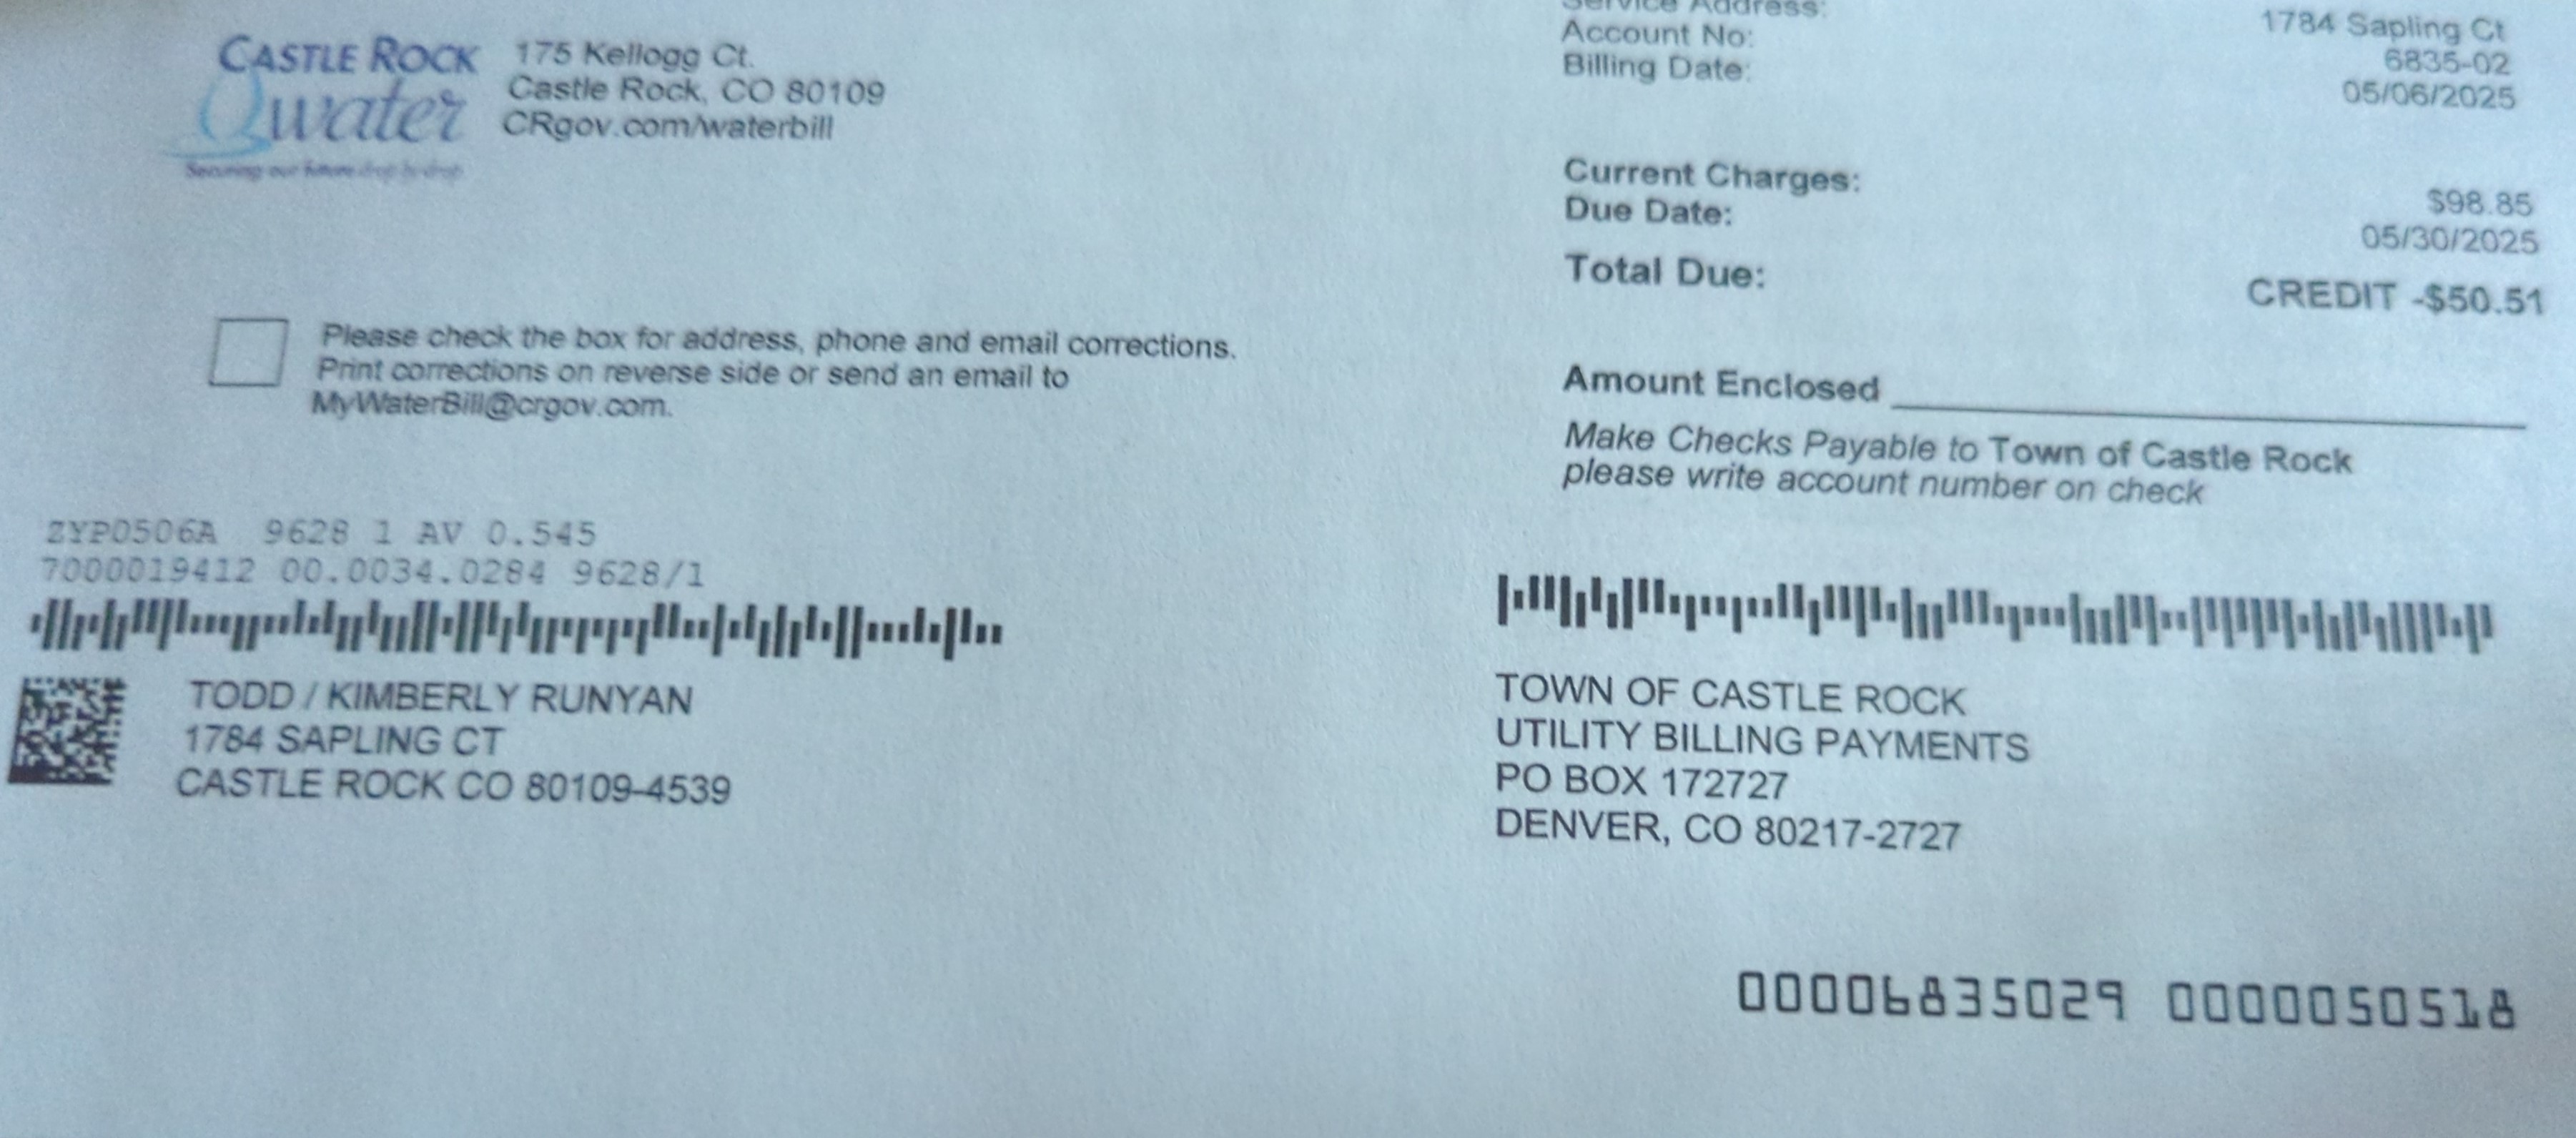 CASTLE ROCK
water
Securing our future drop by drop
175 Kellogg Ct.
Castle Rock, CO 80109
CRgov.com/waterbill
Service Address: 1784 Sapling Ct
Account No: 6835-02
Billing Date: 05/06/2025
Current Charges: $98.85
Due Date: 05/30/2025
Total Due: CREDIT -$50.51
Please check the box for address, phone and email corrections.
Print corrections on reverse side or send an email to
MyWaterBill@crgov.com.
Amount Enclosed
Make Checks Payable to Town of Castle Rock
please write account number on check
ZYP0506A 9628 1 AV 0.545
7000019412 00.0034.0284 9628/1
TODD / KIMBERLY RUNYAN
1784 SAPLING CT
CASTLE ROCK CO 80109-4539
TOWN OF CASTLE ROCK
UTILITY BILLING PAYMENTS
PO BOX 172727
DENVER, CO 80217-2727
00006835029 0000050518